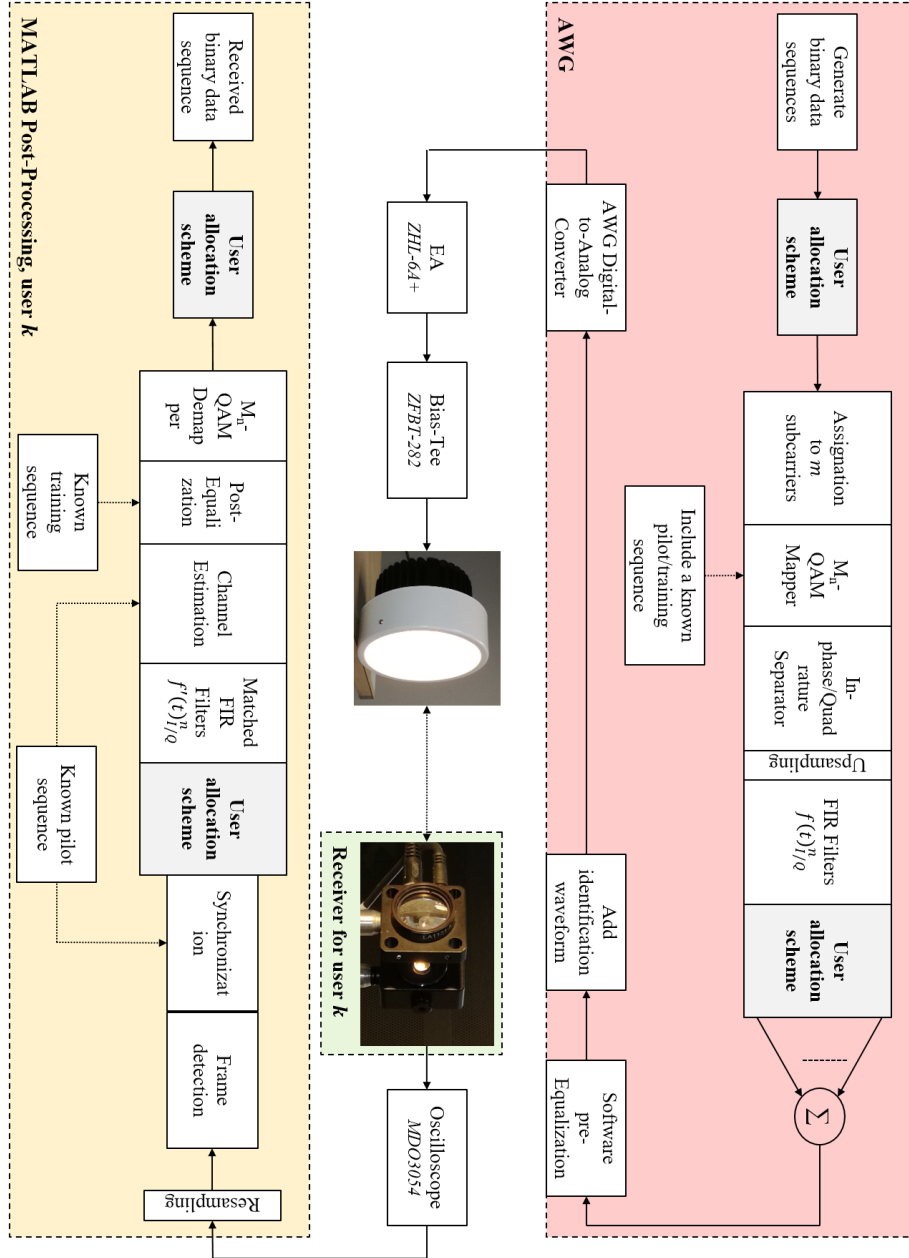 AWG
Generate
binary data
sequences
User
allocation
scheme
Assignation
to m
subcarriers
Mₙ-
QAM
Mapper
In-
phase/Quad
rature
Separator
Upsampling
FIR Filters
f(t)ⁿ_I/Q
User
allocation
scheme
Σ
Include a known
pilot/training
sequence
AWG Digital-
to-Analog
Converter
Add
identification
waveform
Software
pre-
Equalization
EA
ZHL-6A+
Bias-Tee
ZFBT-282
Receiver for user k
Oscilloscope
MDO3054
Received
binary data
sequence
User
allocation
scheme
Mₙ-
QAM
Demap
per
Post-
Equali
zation
Channel
Estimation
Matched
FIR
Filters
f′(t)ⁿ_I/Q
User
allocation
scheme
Synchronizat
ion
Frame
detection
Resampling
Known
training
sequence
Known pilot
sequence
MATLAB Post-Processing, user k